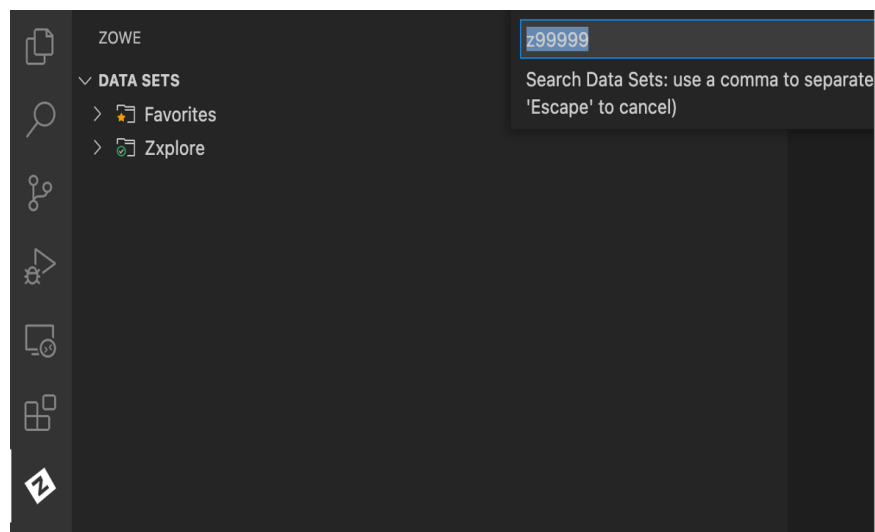 ZOWE
DATA SETS
Favorites
Zxplore
z99999
Search Data Sets: use a comma to separate
'Escape' to cancel)